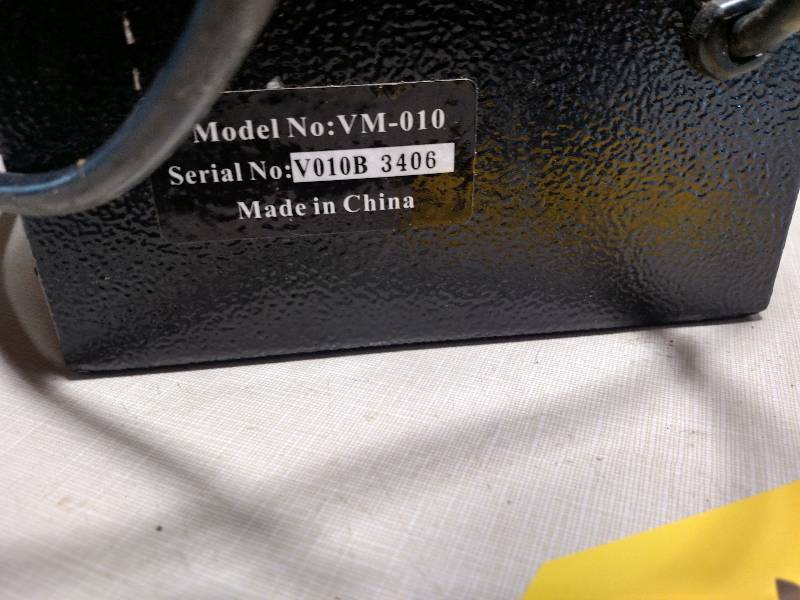 Model No:VM-010
Serial No:V010B 3406
Made in China